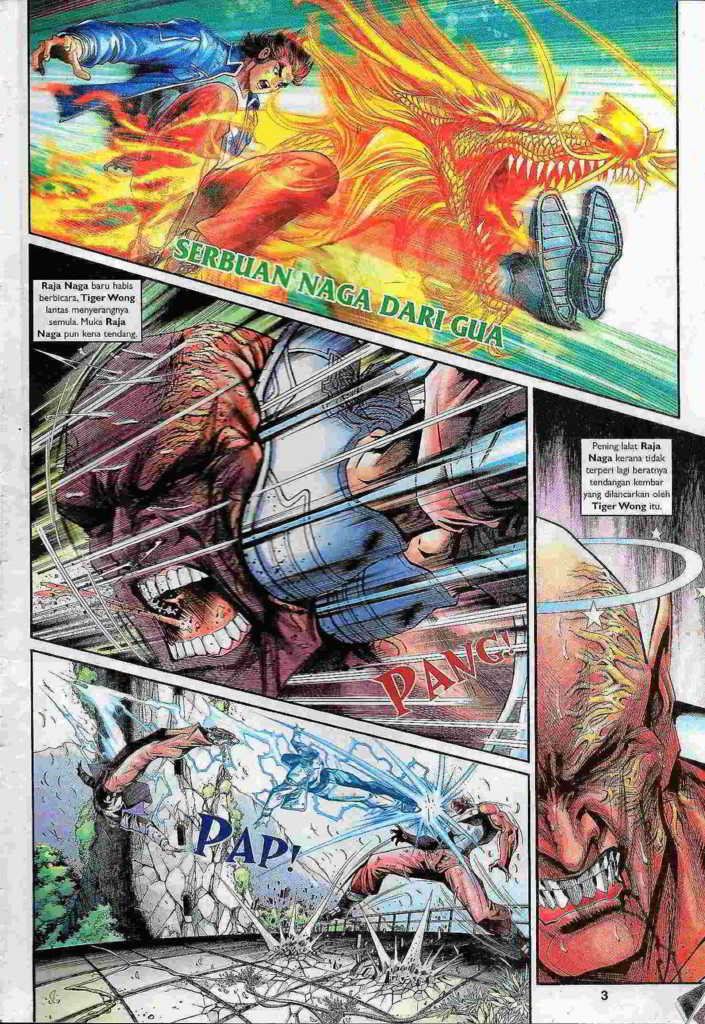 SERBUAN NAGA DARI GUA
Raja Naga baru habis
berbicara, Tiger Wong
lantas menyerangnya
semula. Muka Raja
Naga pun kena tendang.
Pening-lalat Raja
Naga kerana tidak
terperi lagi beratnya
tendangan kembar
yang dilancarkan oleh
Tiger Wong itu.
PANG!
PAP!
3